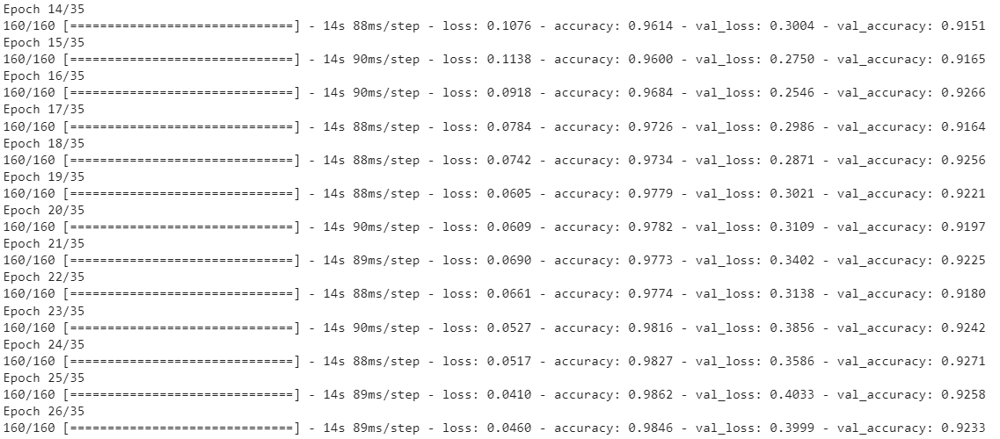 Epoch 14/35
160/160 [==============================] - 14s 88ms/step - loss: 0.1076 - accuracy: 0.9614 - val_loss: 0.3004 - val_accuracy: 0.9151
Epoch 15/35
160/160 [==============================] - 14s 90ms/step - loss: 0.1138 - accuracy: 0.9600 - val_loss: 0.2750 - val_accuracy: 0.9165
Epoch 16/35
160/160 [==============================] - 14s 90ms/step - loss: 0.0918 - accuracy: 0.9684 - val_loss: 0.2546 - val_accuracy: 0.9266
Epoch 17/35
160/160 [==============================] - 14s 88ms/step - loss: 0.0784 - accuracy: 0.9726 - val_loss: 0.2986 - val_accuracy: 0.9164
Epoch 18/35
160/160 [==============================] - 14s 88ms/step - loss: 0.0742 - accuracy: 0.9734 - val_loss: 0.2871 - val_accuracy: 0.9256
Epoch 19/35
160/160 [==============================] - 14s 88ms/step - loss: 0.0605 - accuracy: 0.9779 - val_loss: 0.3021 - val_accuracy: 0.9221
Epoch 20/35
160/160 [==============================] - 14s 90ms/step - loss: 0.0609 - accuracy: 0.9782 - val_loss: 0.3109 - val_accuracy: 0.9197
Epoch 21/35
160/160 [==============================] - 14s 89ms/step - loss: 0.0690 - accuracy: 0.9773 - val_loss: 0.3402 - val_accuracy: 0.9225
Epoch 22/35
160/160 [==============================] - 14s 88ms/step - loss: 0.0661 - accuracy: 0.9774 - val_loss: 0.3138 - val_accuracy: 0.9180
Epoch 23/35
160/160 [==============================] - 14s 90ms/step - loss: 0.0527 - accuracy: 0.9816 - val_loss: 0.3856 - val_accuracy: 0.9242
Epoch 24/35
160/160 [==============================] - 14s 88ms/step - loss: 0.0517 - accuracy: 0.9827 - val_loss: 0.3586 - val_accuracy: 0.9271
Epoch 25/35
160/160 [==============================] - 14s 89ms/step - loss: 0.0410 - accuracy: 0.9862 - val_loss: 0.4033 - val_accuracy: 0.9258
Epoch 26/35
160/160 [==============================] - 14s 89ms/step - loss: 0.0460 - accuracy: 0.9846 - val_loss: 0.3999 - val_accuracy: 0.9233